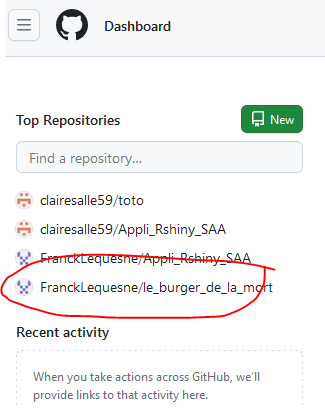 Dashboard
Top Repositories
New
Find a repository...
clairesalle59/toto
clairesalle59/Appli_Rshiny_SAA
FranckLequesne/Appli_Rshiny_SAA
FranckLequesne/le_burger_de_la_mort
Recent activity
When you take actions across GitHub, we'll
provide links to that activity here.